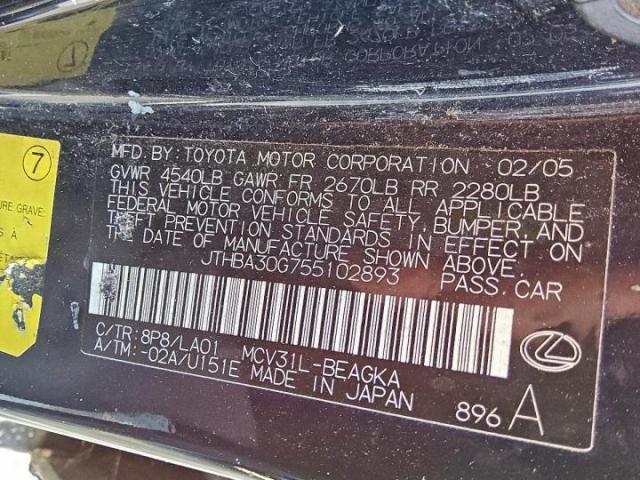 MFD. BY: TOYOTA MOTOR CORPORATION 02/05
GVWR 4540LB GAWR FR 2670LB RR 2280LB
THIS VEHICLE CONFORMS TO ALL APPLICABLE
FEDERAL MOTOR VEHICLE SAFETY, BUMPER, AND
THEFT PREVENTION STANDARDS IN EFFECT ON
THE DATE OF MANUFACTURE SHOWN ABOVE.
JTHBA30G755102893 PASS. CAR
C/TR: 8P8/LA01 MCV31L-BEAGKA
A/TM: -02A/U151E MADE IN JAPAN
896 A
7
URE GRAVE
S A